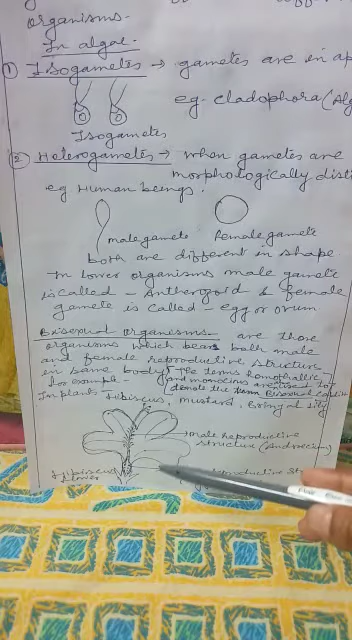 organisms.
In algae.
① Isogametes → gametes are in
eg. cladophora (Alg
Isogametes
② Heterogametes → when gametes are
morphologically disti
eg Human beings.
male gamete female gamete
both are different in shape.
In lower organisms male gamete
is called - Antherozoid & female
gamete is called - egg or ovum
Bisexual organisms - are those
organisms which bears both male
and female reproductive structure
in same body. The terms homothallic
and monoecious are used to
for example - denote the term Bisexual
In plants Hibiscus, Mustard, Brinjal
male Reproductive
structure (Androecium)
Hibiscus
flower